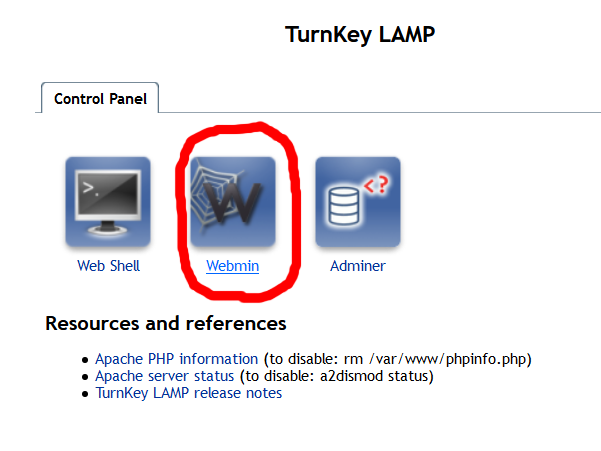 TurnKey LAMP
Control Panel
Web Shell
Webmin
Adminer
Resources and references
Apache PHP information (to disable: rm /var/www/phpinfo.php)
Apache server status (to disable: a2dismod status)
TurnKey LAMP release notes